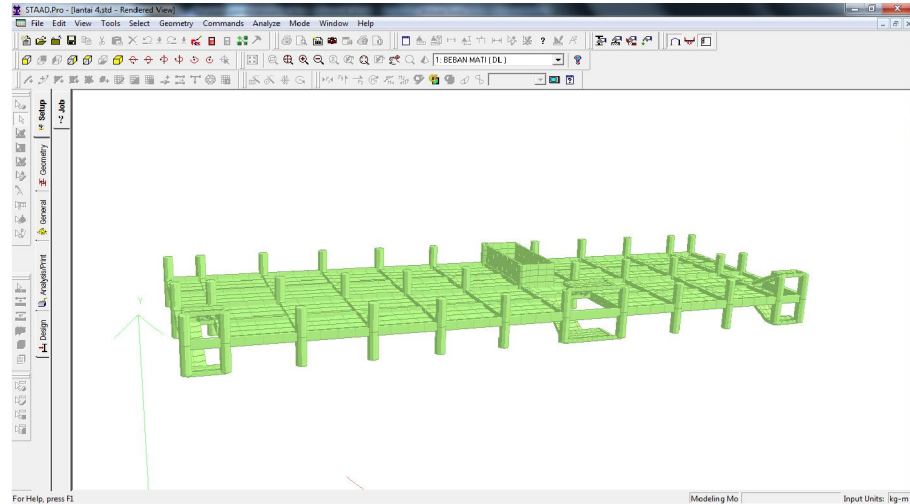 STAAD.Pro - [lantai 4.std - Rendered View]
File Edit View Tools Select Geometry Commands Analyze Mode Window Help
1: BEBAN MATI ( DL )
Setup
Job
Geometry
General
Analysis/Print
Design
Y
For Help, press F1
Modeling Mo
Input Units: kg-m